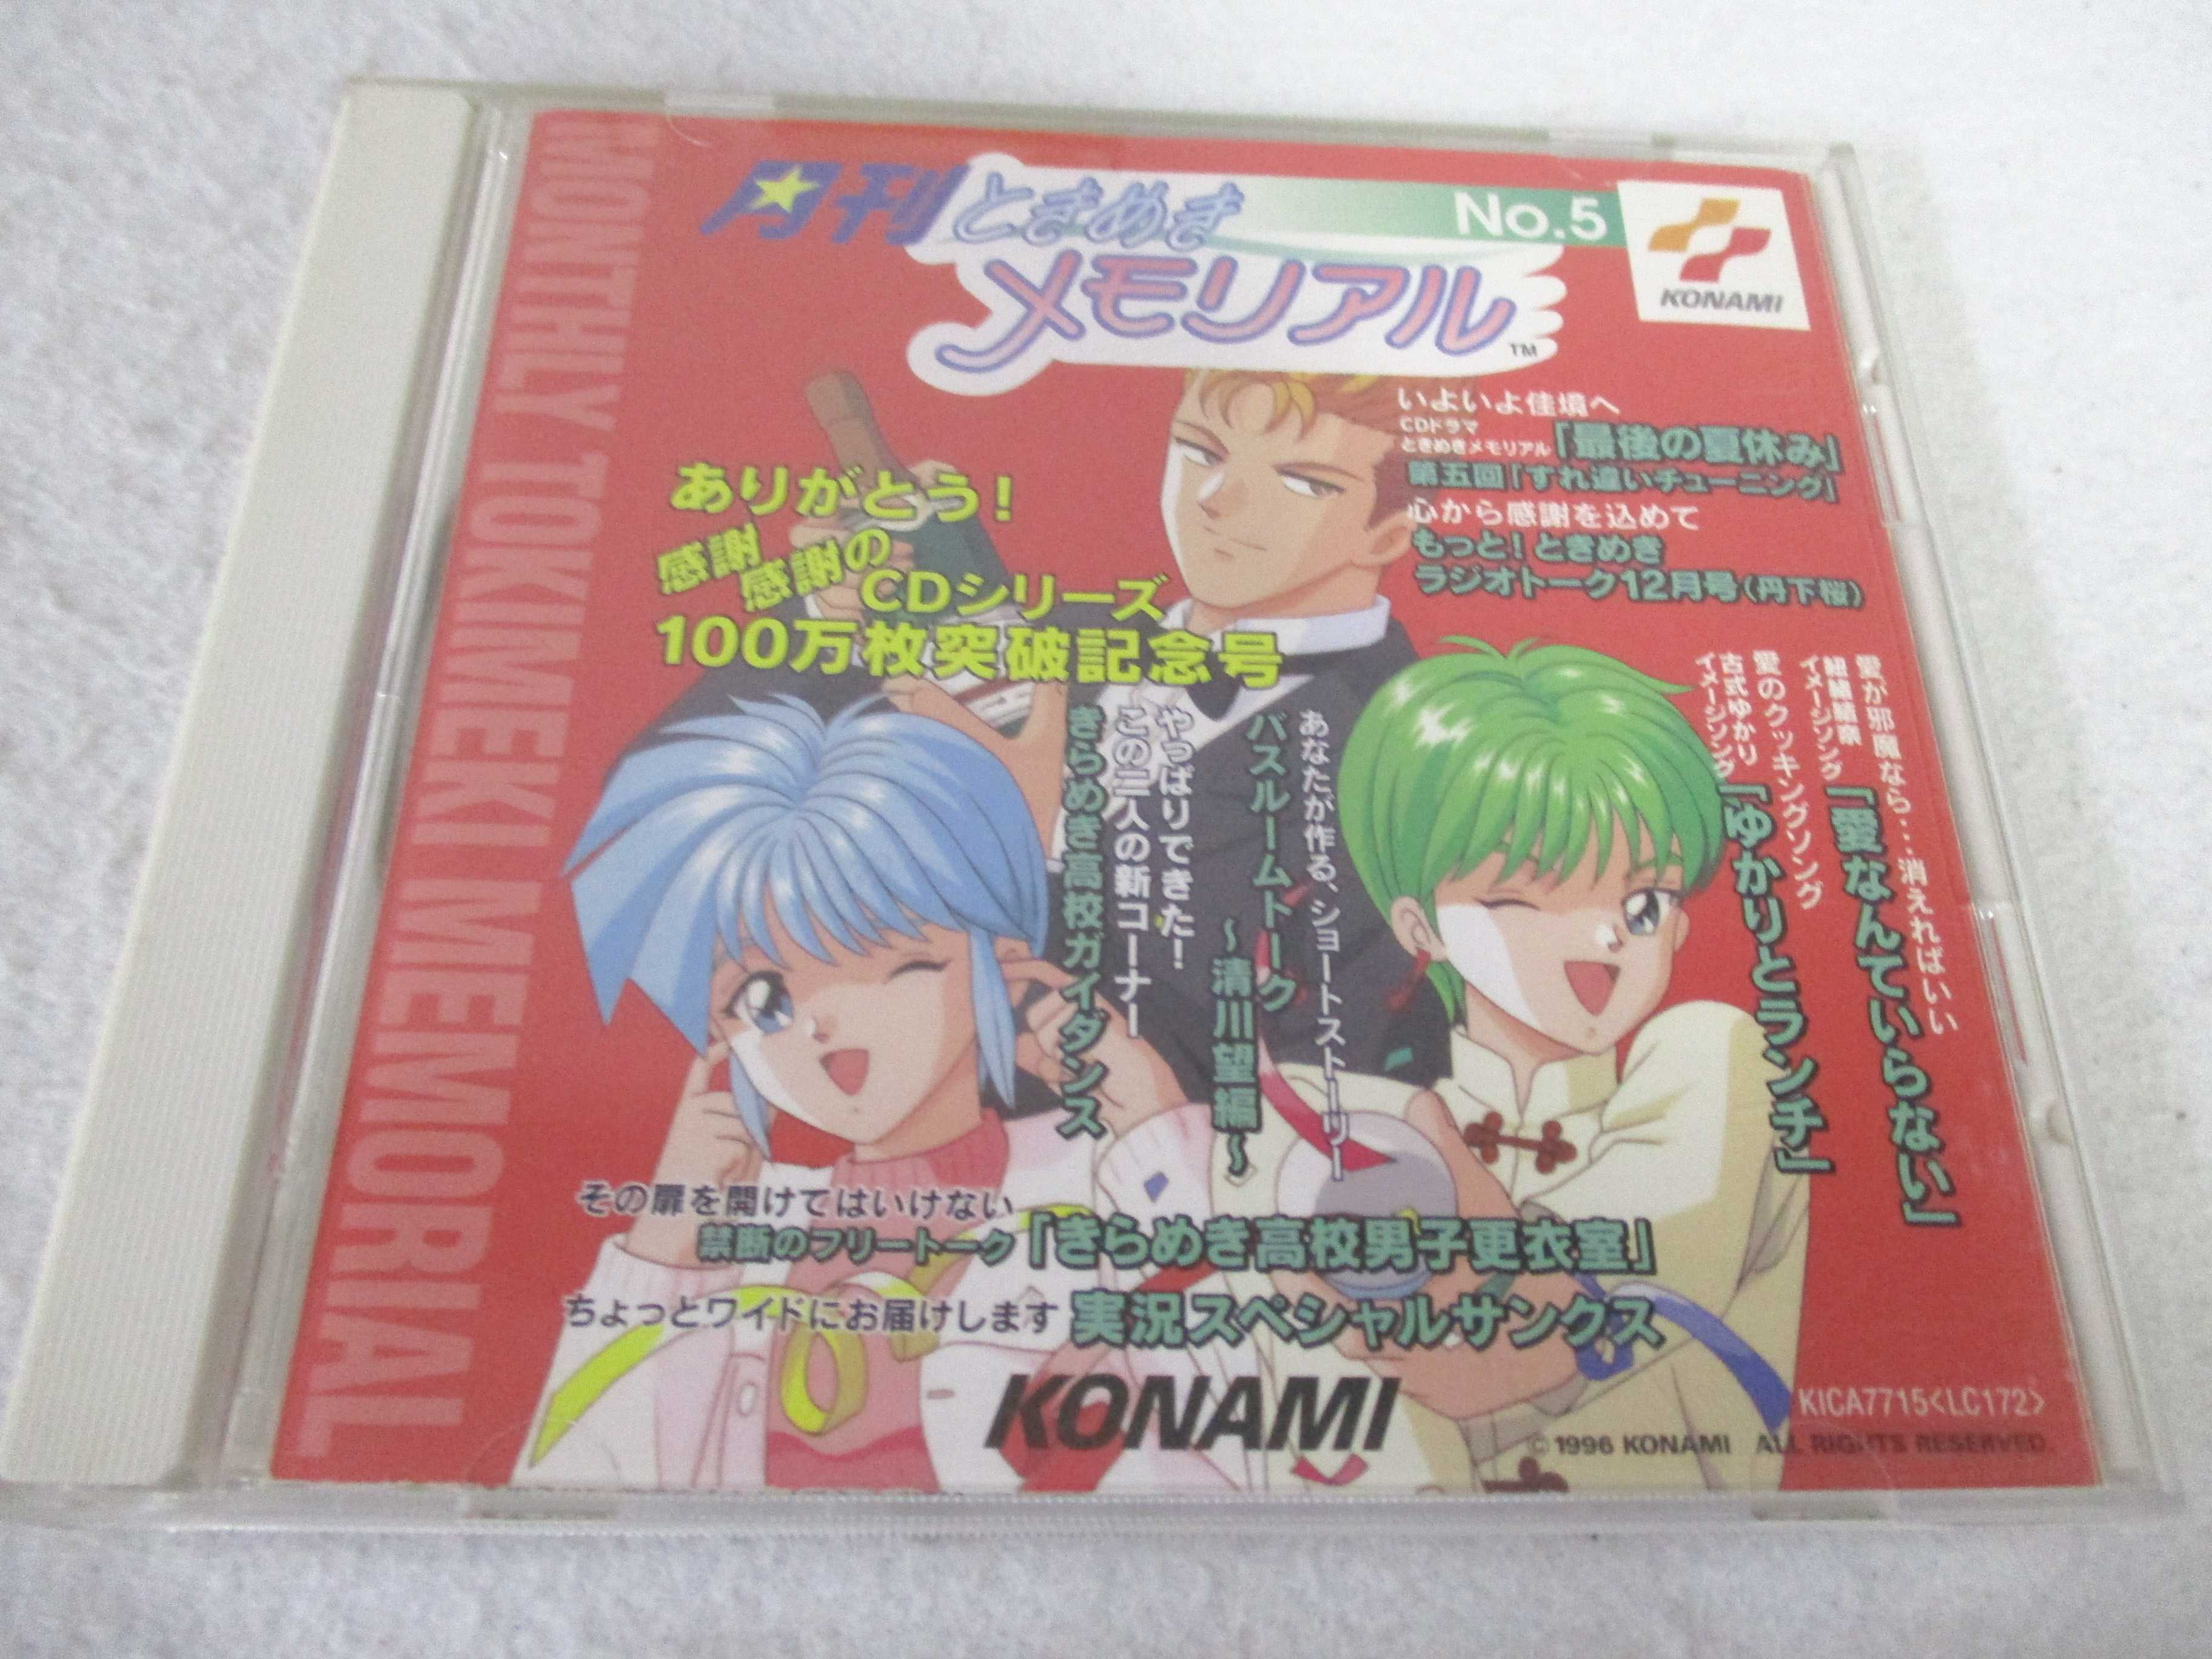 MONTHLY TOKIMEKI MEMORIAL
月刊ときめき
メモリアル
TM
No.5
KONAMI
いよいよ佳境へ
CDドラマ
ときめきメモリアル「最後の夏休み」
第五回「すれ違いチューニング」
心から感謝を込めて
もっと!ときめき
ラジオトーク12月号(丹下桜)
ありがとう!
感謝
感謝の
CDシリーズ
100万枚突破記念号
愛が邪魔なら…消えればいい
紐緒結奈
イメージソング「愛なんていらない」
愛のクッキングソング
古式ゆかり
イメージソング「ゆかりとランチ」
あなたが作る、ショートストーリー
バスルームトーク
～清川望編～
やっぱりできた!
この二人の新コーナー
きらめき高校ガイダンス
その扉を開けてはいけない
禁断のフリートーク「きらめき高校男子更衣室」
ちょっとワイドにお届けします 実況スペシャルサンクス
KONAMI
KICA7715<LC172>
© 1996 KONAMI ALL RIGHTS RESERVED.